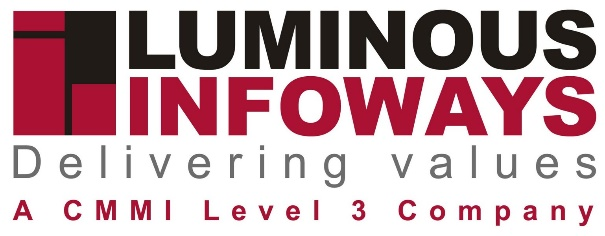 LUMINOUS
INFOWAYS
Delivering values
A CMMI Level 3 Company